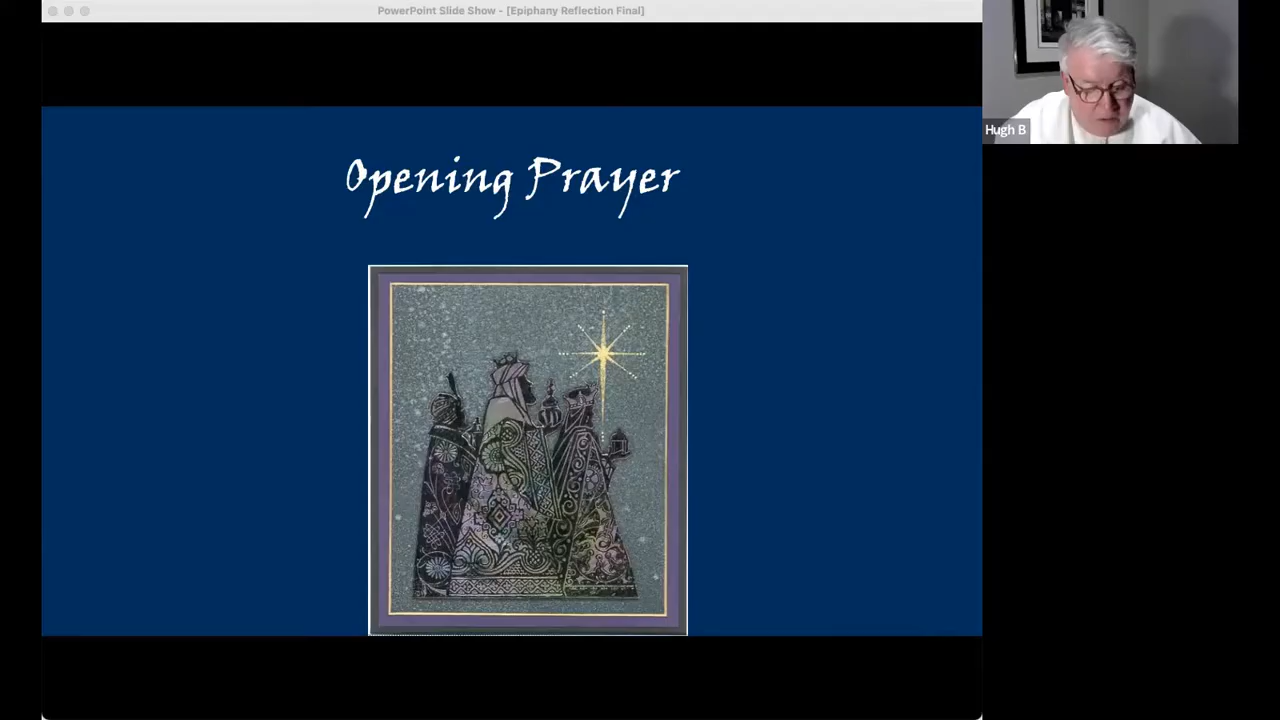 PowerPoint Slide Show - [Epiphany Reflection Final]
Opening Prayer
Hugh B